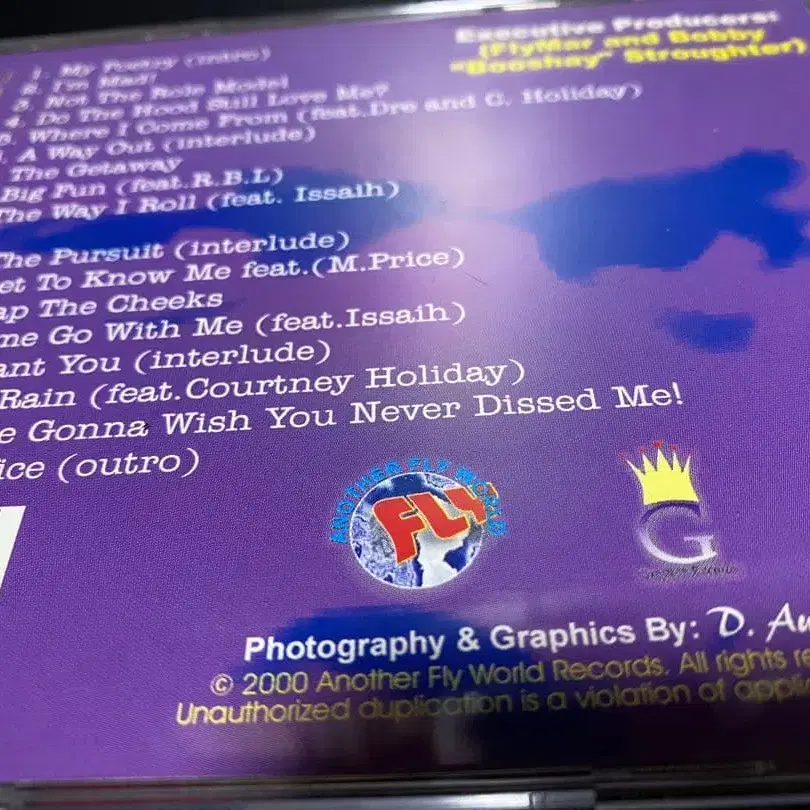 1. My Poetry (intro)
2. I'm Mad!
3. Not The Role Model
4. Do The Hood Still Love Me?
5. Where I Come From (feat. Dre and C. Holiday)
A Way Out (interlude)
The Getaway
Big Fun (feat.R.B.L)
The Way I Roll (feat. Issaih)
The Pursuit (interlude)
et To Know Me feat.(M.Price)
ap The Cheeks
me Go With Me (feat.Issaih)
ant You (interlude)
Rain (feat.Courtney Holiday)
e Gonna Wish You Never Dissed Me!
ice (outro)
Executive Producers:
(FlyMar and Bobby
"Booshay" Stroughter)
ANOTHER FLY WORLD
FLY
G
Photography & Graphics By: D. Au
© 2000 Another Fly World Records. All rights re
Unauthorized duplication is a violation of appli